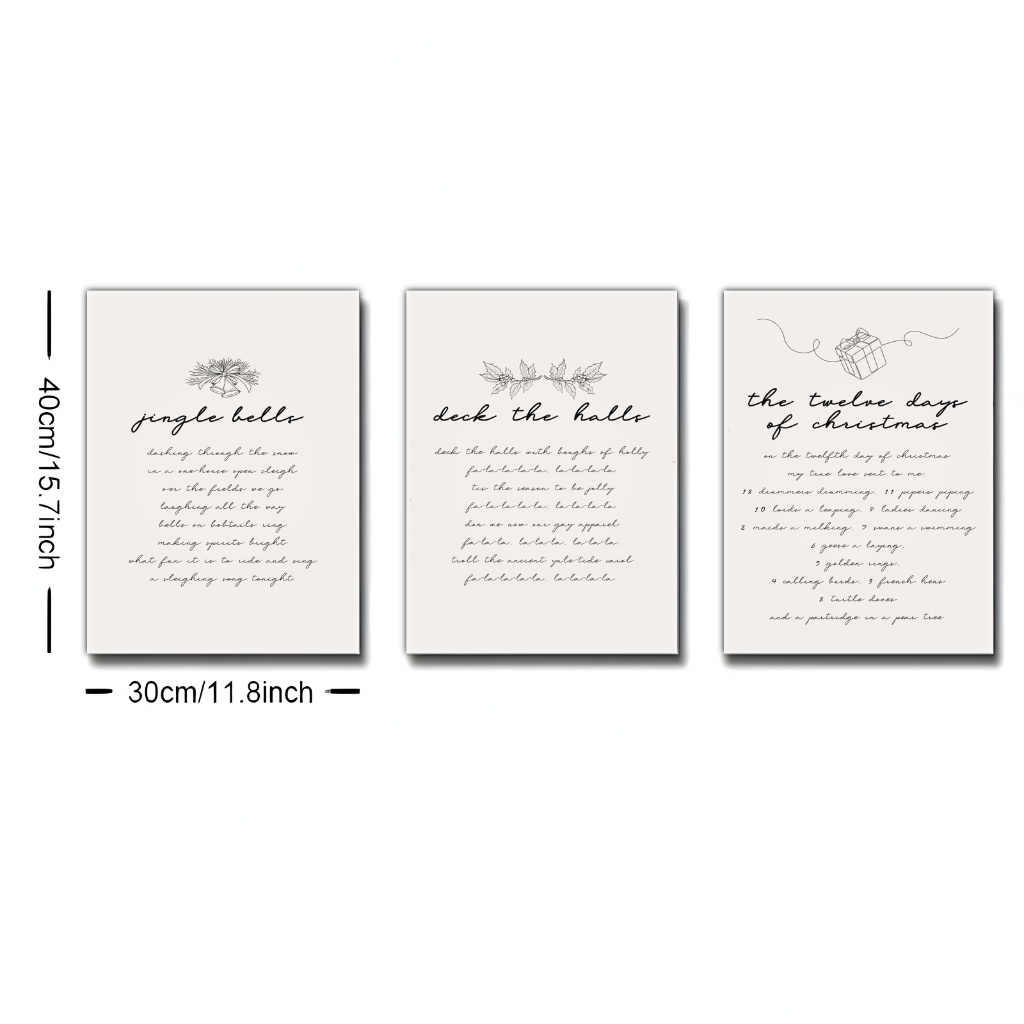 40cm/15.7inch
30cm/11.8inch
jingle bells
dashing through the snow
in a one-horse open sleigh
over the fields we go
laughing all the way
bells on bobtails ring
making spirits bright
what fun it is to ride and sing
a sleighing song tonight
deck the halls
deck the halls with boughs of holly
fa-la-la-la-la, la-la-la-la
tis the season to be jolly
fa-la-la-la-la, la-la-la-la
don we now our gay apparel
fa-la-la, la-la-la, la-la-la,
troll the ancient yule-tide carol
fa-la-la-la-la, la-la-la-la
the twelve days
of christmas
on the twelfth day of christmas
my true love sent to me
12 drummers drumming, 11 pipers piping
10 lords a leaping, 9 ladies dancing
8 maids a milking, 7 swans a swimming
6 geese a laying,
5 golden rings,
4 calling birds, 3 french hens
2 turtle doves
and a partridge in a pear tree